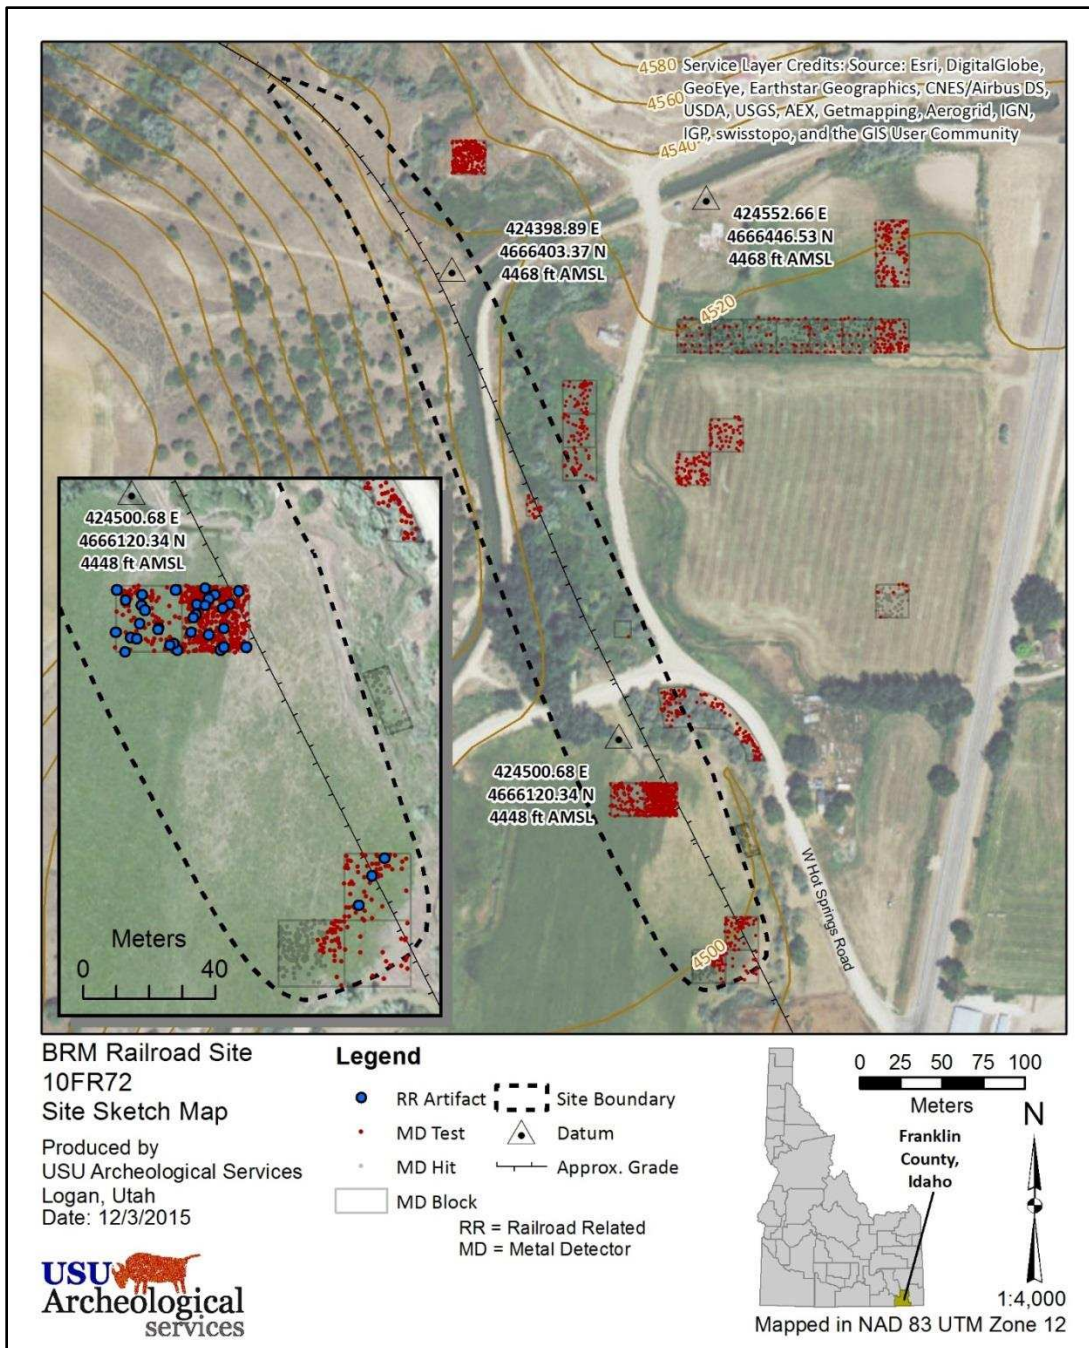 4580
Service Layer Credits: Source: Esri, DigitalGlobe,
GeoEye, Earthstar Geographics, CNES/Airbus DS,
USDA, USGS, AEX, Getmapping, Aerogrid, IGN,
IGP, swisstopo, and the GIS User Community
4560
4540
424398.89 E
4666403.37 N
4468 ft AMSL
424552.66 E
4666446.53 N
4468 ft AMSL
4520
424500.68 E
4666120.34 N
4448 ft AMSL
424500.68 E
4666120.34 N
4448 ft AMSL
W Hot Springs Road
4500
Meters
0 40
BRM Railroad Site
10FR72
Site Sketch Map
Produced by
USU Archeological Services
Logan, Utah
Date: 12/3/2015
USU
Archeological
services
Legend
RR Artifact
Site Boundary
MD Test
Datum
MD Hit
Approx. Grade
MD Block
RR = Railroad Related
MD = Metal Detector
0 25 50 75 100
Meters
N
Franklin
County,
Idaho
1:4,000
Mapped in NAD 83 UTM Zone 12